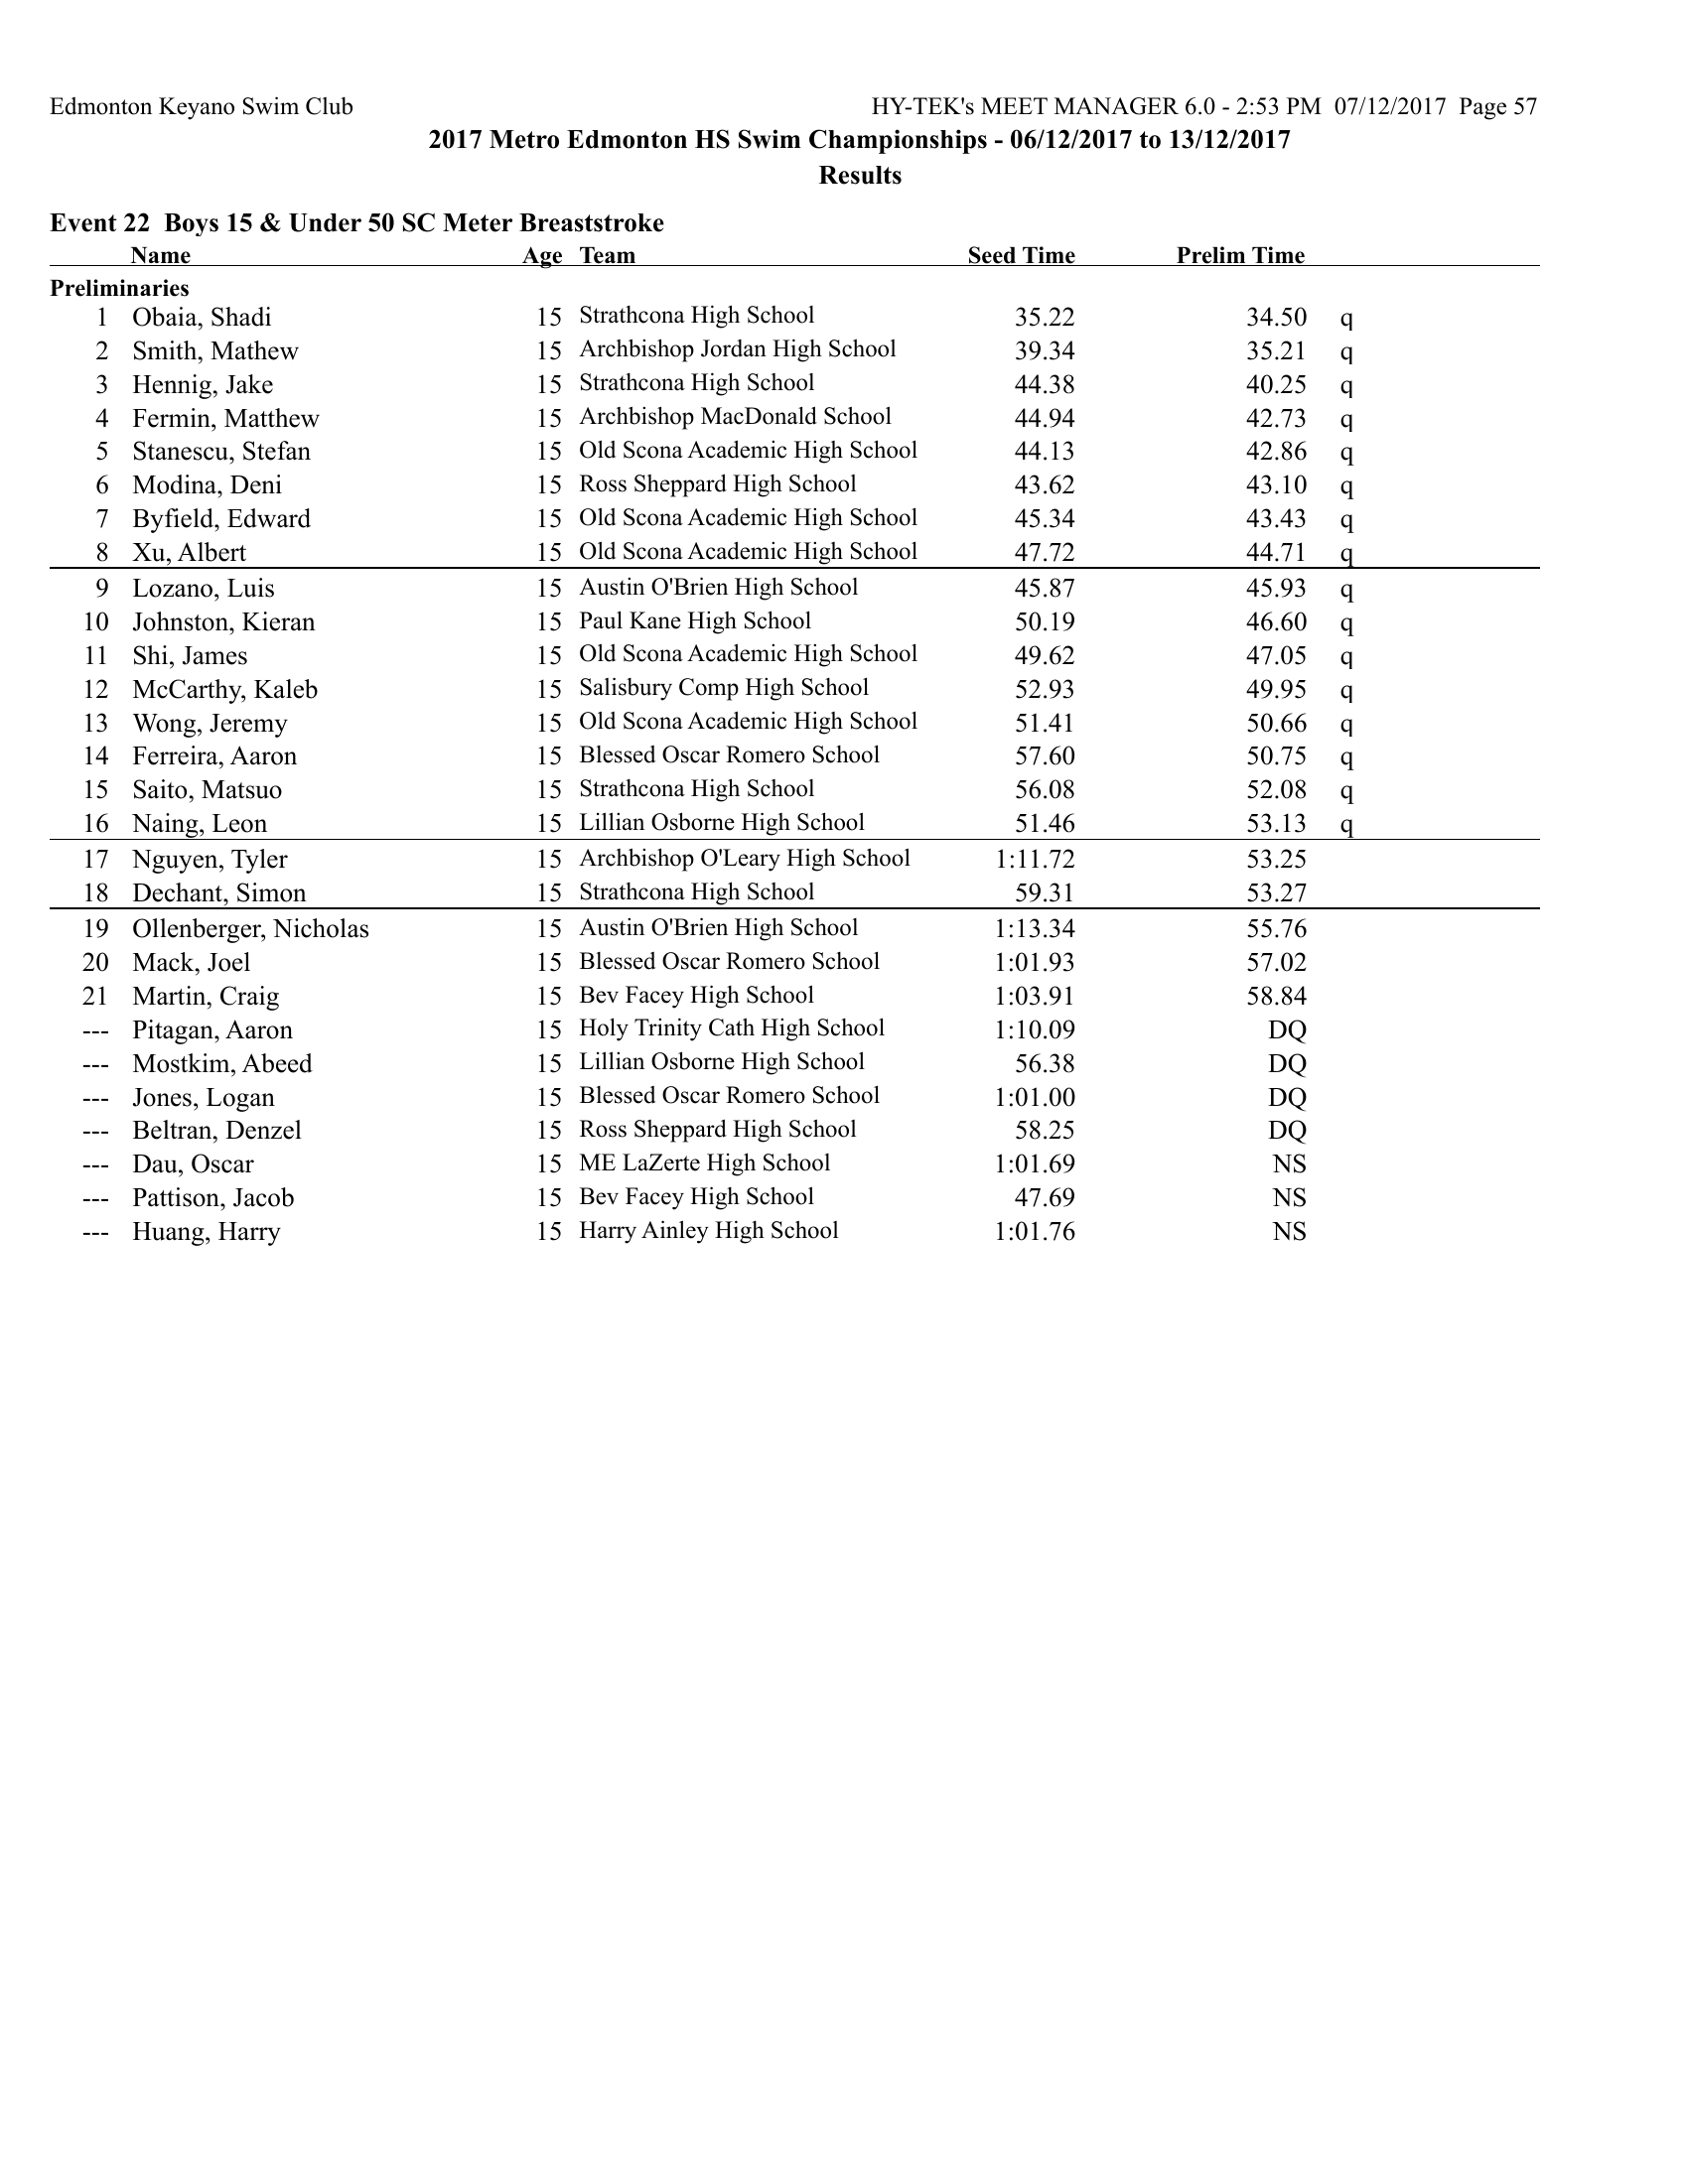 Edmonton Keyano Swim Club HY-TEK's MEET MANAGER 6.0 - 2:53 PM 07/12/2017 Page 57
2017 Metro Edmonton HS Swim Championships - 06/12/2017 to 13/12/2017
Results
Event 22 Boys 15 & Under 50 SC Meter Breaststroke
Name Age Team Seed Time Prelim Time
Preliminaries
1 Obaia, Shadi 15 Strathcona High School 35.22 34.50 q
2 Smith, Mathew 15 Archbishop Jordan High School 39.34 35.21 q
3 Hennig, Jake 15 Strathcona High School 44.38 40.25 q
4 Fermin, Matthew 15 Archbishop MacDonald School 44.94 42.73 q
5 Stanescu, Stefan 15 Old Scona Academic High School 44.13 42.86 q
6 Modina, Deni 15 Ross Sheppard High School 43.62 43.10 q
7 Byfield, Edward 15 Old Scona Academic High School 45.34 43.43 q
8 Xu, Albert 15 Old Scona Academic High School 47.72 44.71 q
9 Lozano, Luis 15 Austin O'Brien High School 45.87 45.93 q
10 Johnston, Kieran 15 Paul Kane High School 50.19 46.60 q
11 Shi, James 15 Old Scona Academic High School 49.62 47.05 q
12 McCarthy, Kaleb 15 Salisbury Comp High School 52.93 49.95 q
13 Wong, Jeremy 15 Old Scona Academic High School 51.41 50.66 q
14 Ferreira, Aaron 15 Blessed Oscar Romero School 57.60 50.75 q
15 Saito, Matsuo 15 Strathcona High School 56.08 52.08 q
16 Naing, Leon 15 Lillian Osborne High School 51.46 53.13 q
17 Nguyen, Tyler 15 Archbishop O'Leary High School 1:11.72 53.25
18 Dechant, Simon 15 Strathcona High School 59.31 53.27
19 Ollenberger, Nicholas 15 Austin O'Brien High School 1:13.34 55.76
20 Mack, Joel 15 Blessed Oscar Romero School 1:01.93 57.02
21 Martin, Craig 15 Bev Facey High School 1:03.91 58.84
--- Pitagan, Aaron 15 Holy Trinity Cath High School 1:10.09 DQ
--- Mostkim, Abeed 15 Lillian Osborne High School 56.38 DQ
--- Jones, Logan 15 Blessed Oscar Romero School 1:01.00 DQ
--- Beltran, Denzel 15 Ross Sheppard High School 58.25 DQ
--- Dau, Oscar 15 ME LaZerte High School 1:01.69 NS
--- Pattison, Jacob 15 Bev Facey High School 47.69 NS
--- Huang, Harry 15 Harry Ainley High School 1:01.76 NS